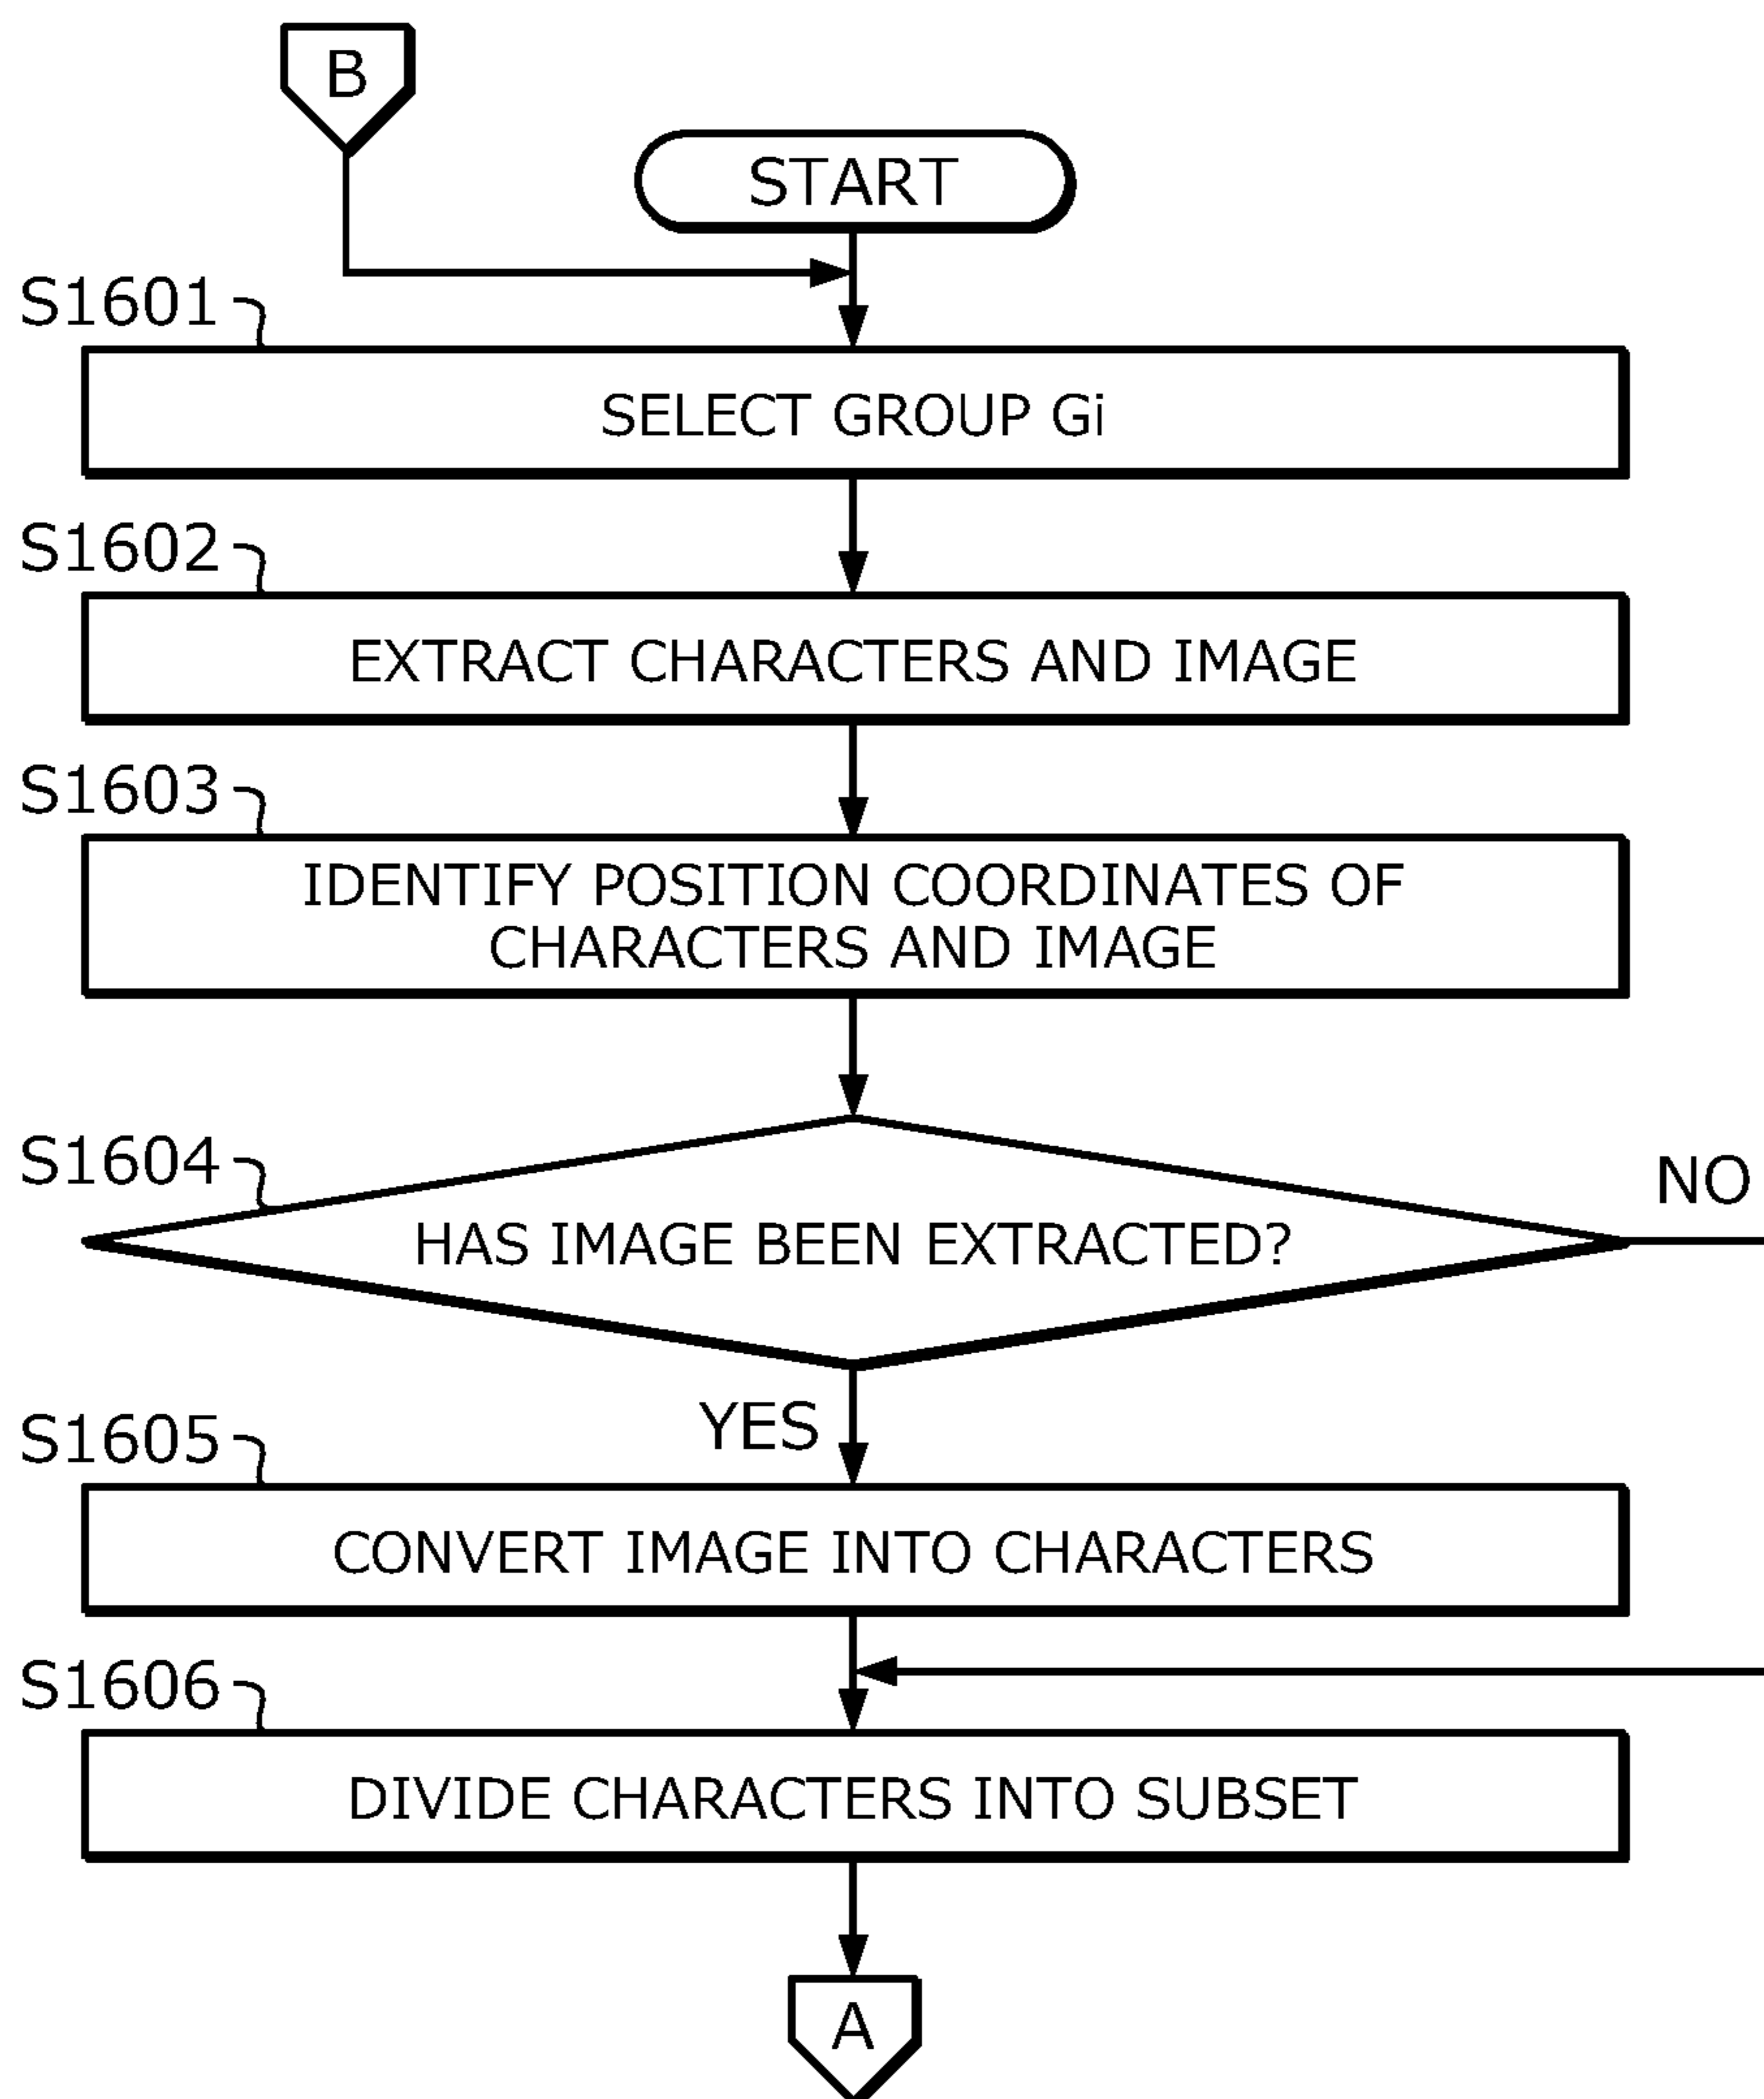 B
START
S1601
SELECT GROUP Gi
S1602
EXTRACT CHARACTERS AND IMAGE
S1603
IDENTIFY POSITION COORDINATES OF
CHARACTERS AND IMAGE
S1604
HAS IMAGE BEEN EXTRACTED?
NO
YES
S1605
CONVERT IMAGE INTO CHARACTERS
S1606
DIVIDE CHARACTERS INTO SUBSET
A